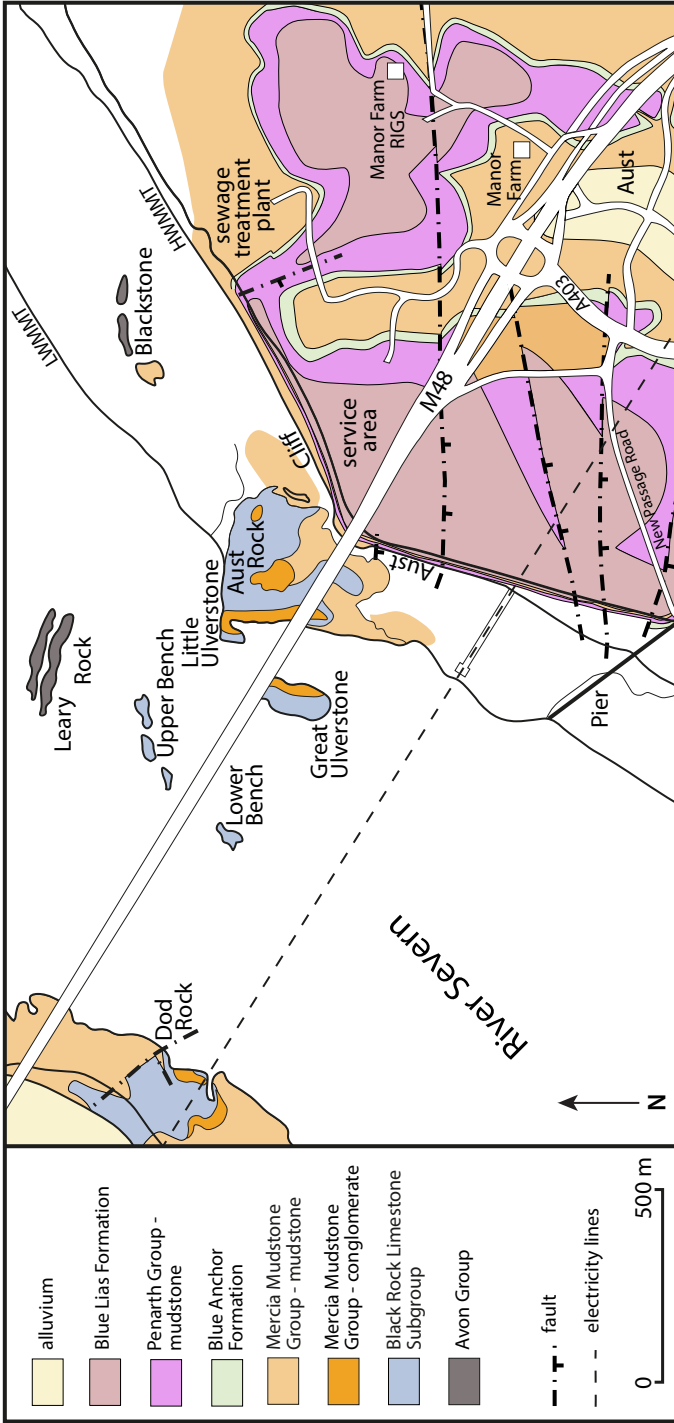 alluvium
Blue Lias Formation
Penarth Group -
mudstone
Blue Anchor
Formation
Mercia Mudstone
Group - mudstone
Mercia Mudstone
Group - conglomerate
Black Rock Limestone
Subgroup
Avon Group
fault
electricity lines
0
500 m
N
River Severn
Dod
Rock
Leary
Rock
Upper Bench
Lower
Bench
Little
Ulverstone
Great
Ulverstone
Aust
Rock
Blackstone
LWMMT
HWMMT
sewage
treatment
plant
Cliff
Aust
service
area
M48
Manor Farm
RIGS
Manor
Farm
Aust
A403
New Passage Road
Pier